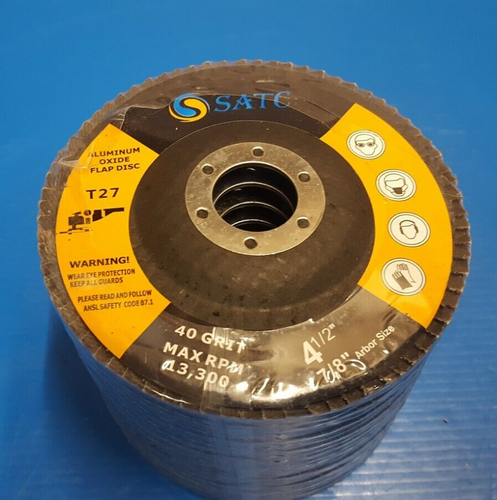 SATC
ALUMINUM
OXIDE
FLAP DISC
T27
WARNING!
WEAR EYE PROTECTION
KEEP ALL GUARDS
PLEASE READ AND FOLLOW
ANSL SAFETY CODE B7.1
40 GRIT
MAX RPM
13,300
4 1/2"
7/8" Arbor Size